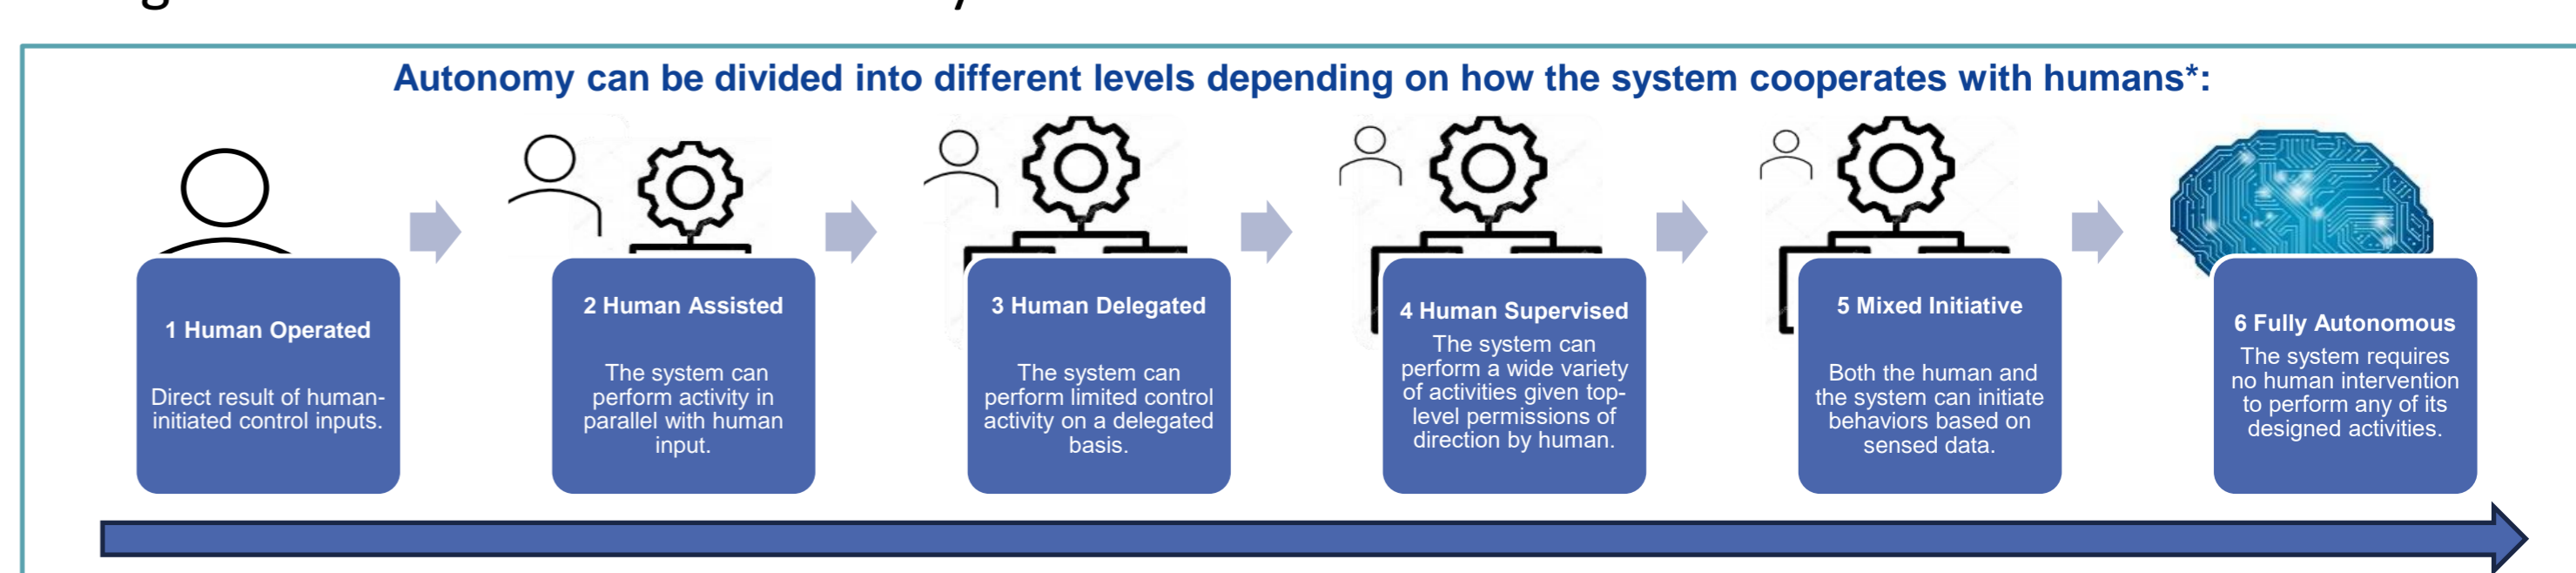 Autonomy can be divided into different levels depending on how the system cooperates with humans*:
1 Human Operated
Direct result of human-
initiated control inputs.
2 Human Assisted
The system can
perform activity in
parallel with human
input.
3 Human Delegated
The system can
perform limited control
activity on a delegated
basis.
4 Human Supervised
The system can
perform a wide variety
of activities given top-
level permissions of
direction by human.
5 Mixed Initiative
Both the human and
the system can initiate
behaviors based on
sensed data.
6 Fully Autonomous
The system requires
no human intervention
to perform any of its
designed activities.